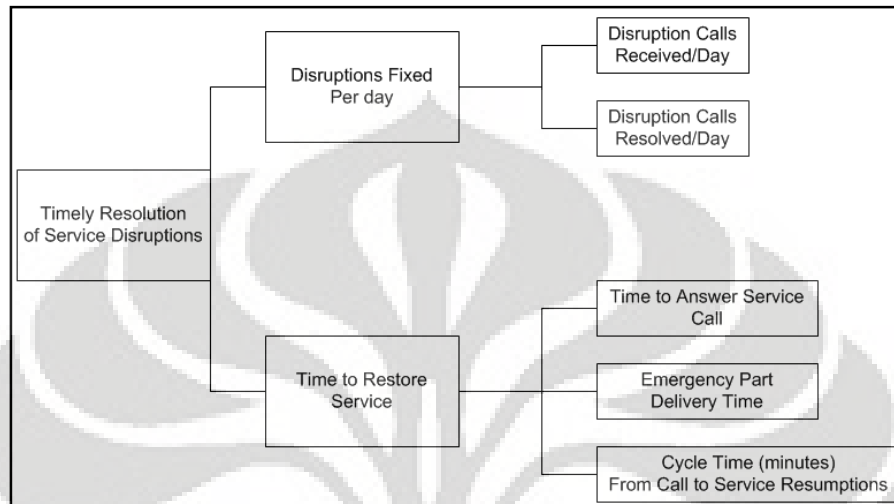 Timely Resolution
of Service Disruptions
Disruptions Fixed
Per day
Disruption Calls
Received/Day
Disruption Calls
Resolved/Day
Time to Restore
Service
Time to Answer Service
Call
Emergency Part
Delivery Time
Cycle Time (minutes)
From Call to Service Resumptions